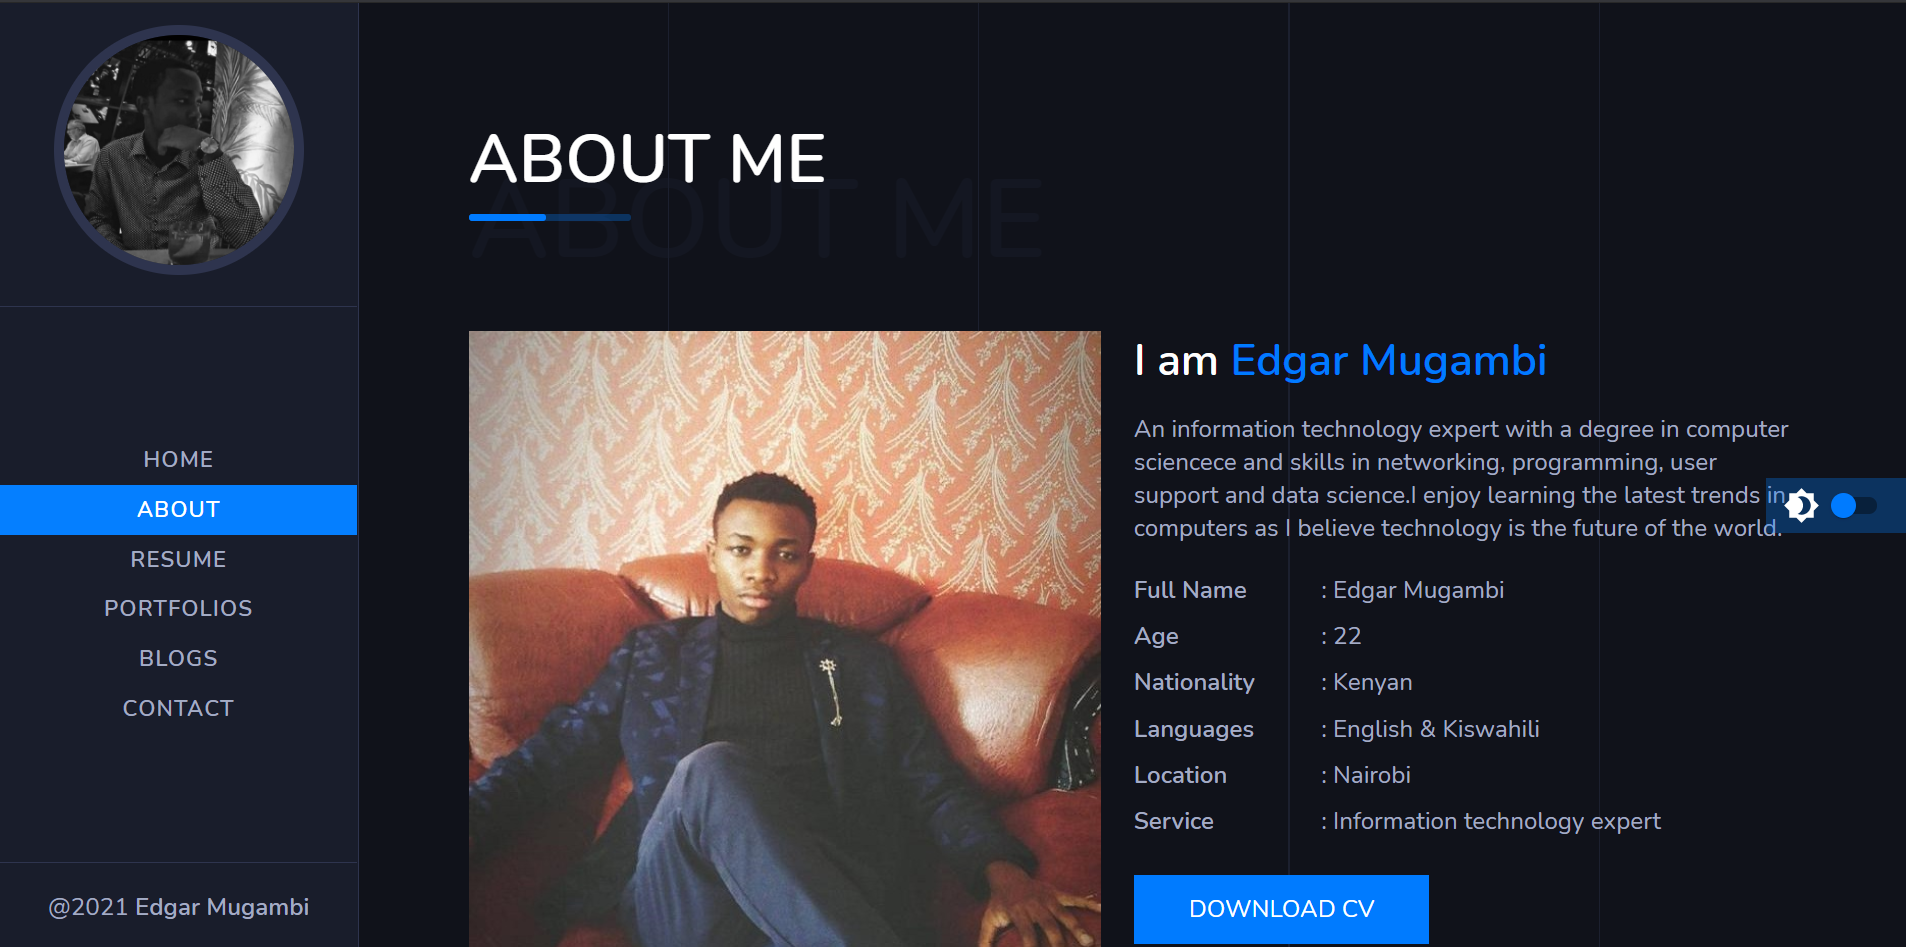 HOME
ABOUT
RESUME
PORTFOLIOS
BLOGS
CONTACT
@2021 Edgar Mugambi
ABOUT ME
ABOUT ME
I am Edgar Mugambi
An information technology expert with a degree in computer
sciencece and skills in networking, programming, user
support and data science.I enjoy learning the latest trends in
computers as I believe technology is the future of the world.
Full Name : Edgar Mugambi
Age : 22
Nationality : Kenyan
Languages : English & Kiswahili
Location : Nairobi
Service : Information technology expert
DOWNLOAD CV